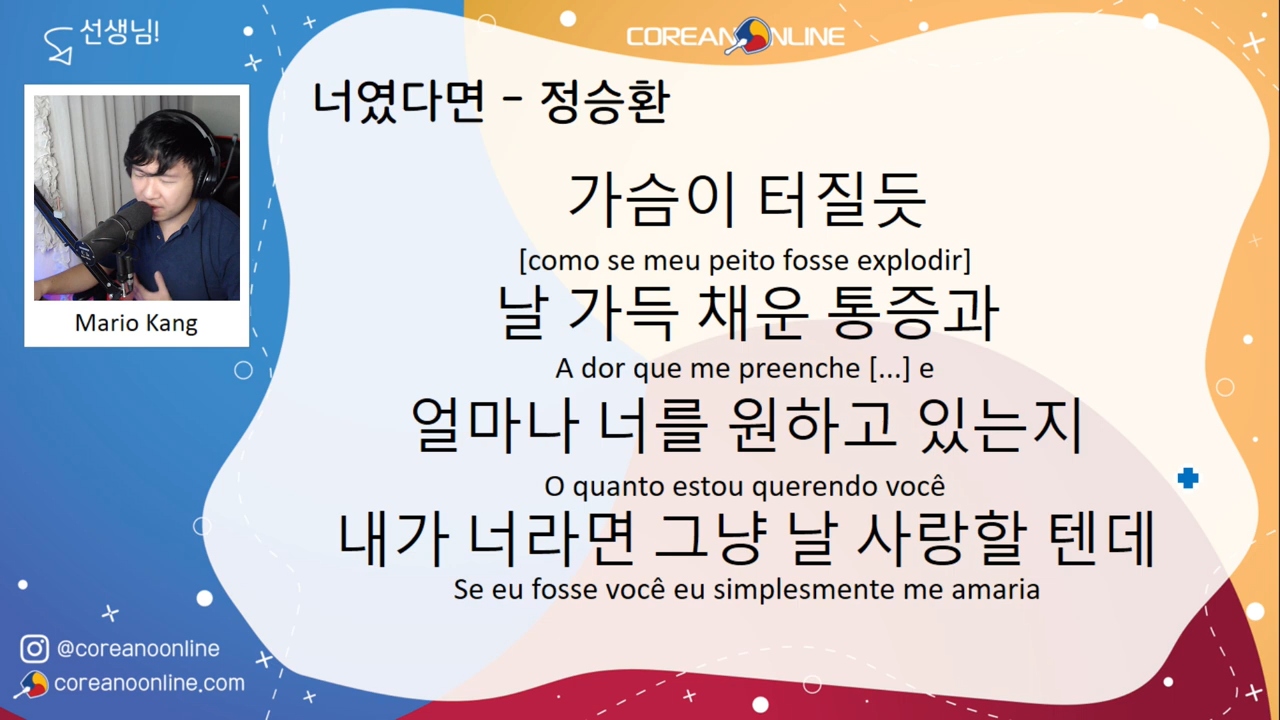 선생님!
COREANONLINE
Mario Kang
너였다면 - 정승환
가슴이 터질듯
[como se meu peito fosse explodir]
날 가득 채운 통증과
A dor que me preenche [...] e
얼마나 너를 원하고 있는지
O quanto estou querendo você
내가 너라면 그냥 날 사랑할 텐데
Se eu fosse você eu simplesmente me amaria
@coreanoonline
coreanoonline.com